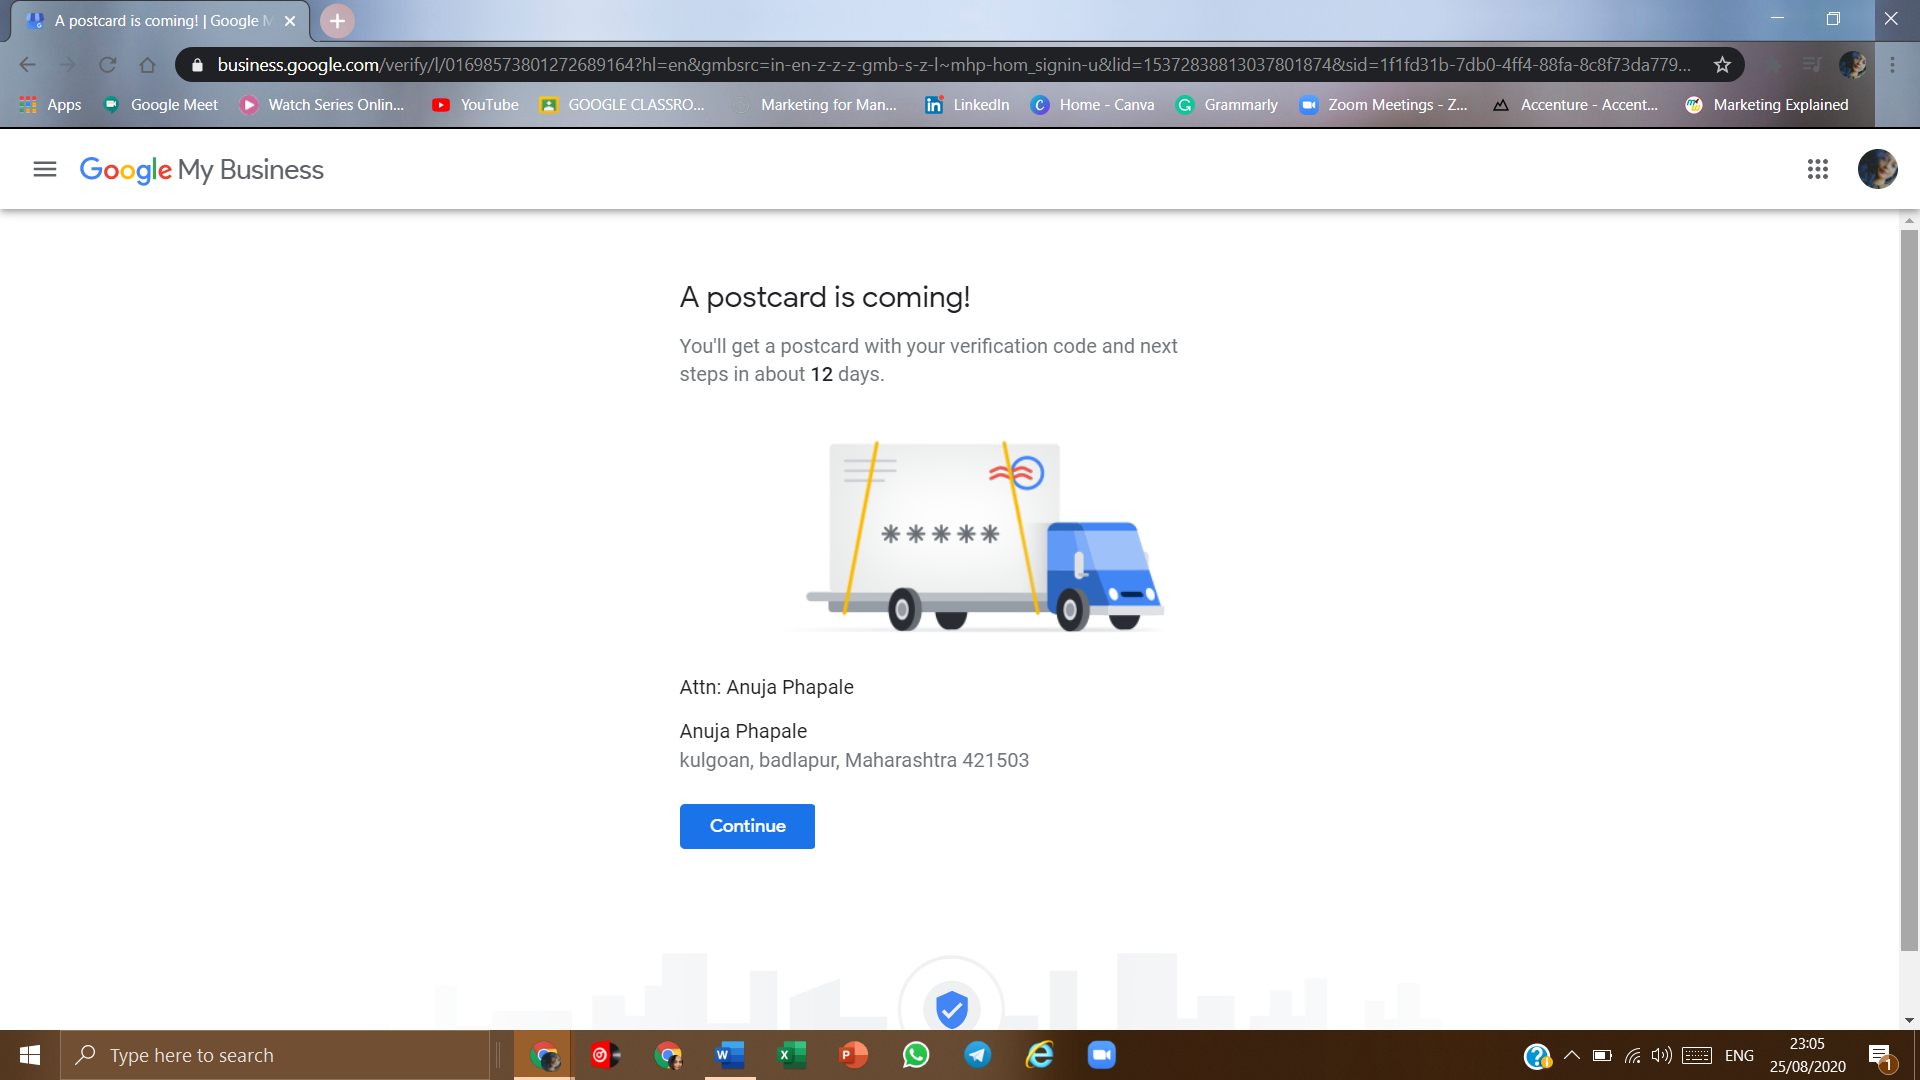 A postcard is coming! | Google M
business.google.com/verify/l/01698573801272689164?hl=en&gmbsrc=in-en-z-z-z-gmb-s-z-l~mhp-hom_signin-u&lid=15372838813037801874&sid=1f1fd31b-7db0-4ff4-88fa-8c8f73da779...
Apps Google Meet Watch Series Onlin... YouTube GOOGLE CLASSRO... Marketing for Man... LinkedIn Home - Canva Grammarly Zoom Meetings - Z... Accenture - Accent... Marketing Explained
Google My Business
A postcard is coming!
You'll get a postcard with your verification code and next
steps in about 12 days.
*****
Attn: Anuja Phapale
Anuja Phapale
kulgoan, badlapur, Maharashtra 421503
Continue
Type here to search
ENG
23:05
25/08/2020
1